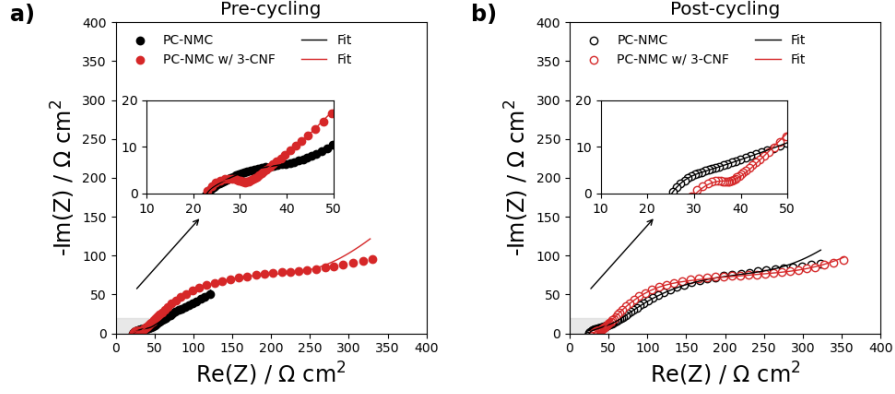 a)
Pre-cycling
400
350
300
250
200
150
100
50
0
-Im(Z) / Ω cm²
PC-NMC
Fit
PC-NMC w/ 3-CNF
Fit
20
10
0
10 20 30 40 50
0 50 100 150 200 250 300 350 400
Re(Z) / Ω cm²
b)
Post-cycling
400
350
300
250
200
150
100
50
0
-Im(Z) / Ω cm²
PC-NMC
Fit
PC-NMC w/ 3-CNF
Fit
20
10
0
10 20 30 40 50
0 50 100 150 200 250 300 350 400
Re(Z) / Ω cm²